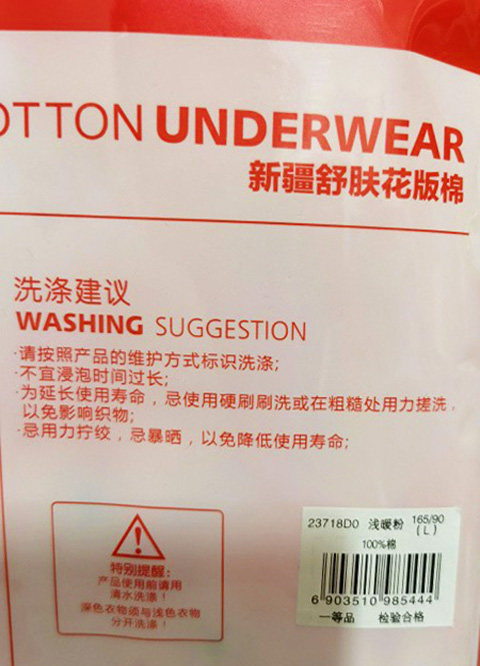 OTTON UNDERWEAR
新疆舒肤花版棉
洗涤建议
WASHING SUGGESTION
·请按照产品的维护方式标识洗涤;
·不宜浸泡时间过长;
·为延长使用寿命，忌使用硬刷刷洗或在粗糙处用力搓洗，
以免影响织物;
·忌用力拧绞，忌暴晒，以免降低使用寿命;
特别提醒：
产品使用前请用
清水洗涤！
深色衣物须与浅色衣物
分开洗涤！
23718D0 浅暖粉 165/90
(L)
100%棉
6 903510 985444
一等品 检验合格